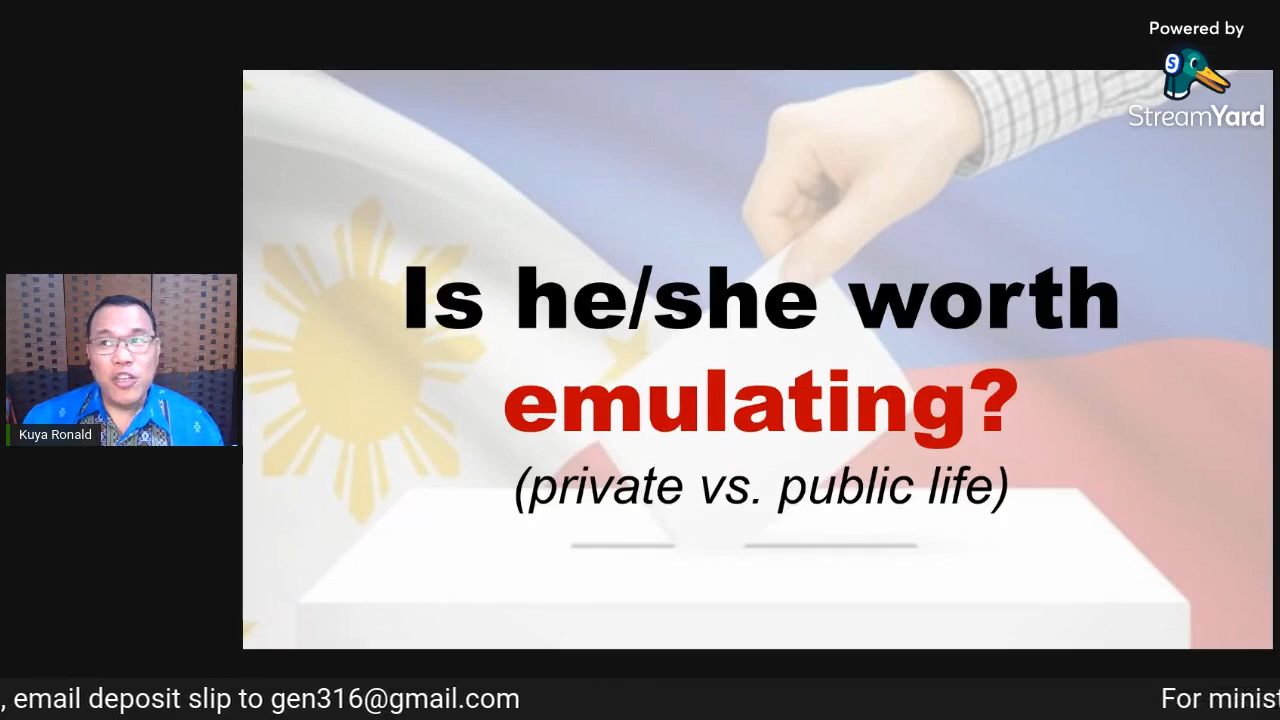 Powered by
StreamYard
Is he/she worth
emulating?
(private vs. public life)
Kuya Ronald
, email deposit slip to gen316@gmail.com
For minist